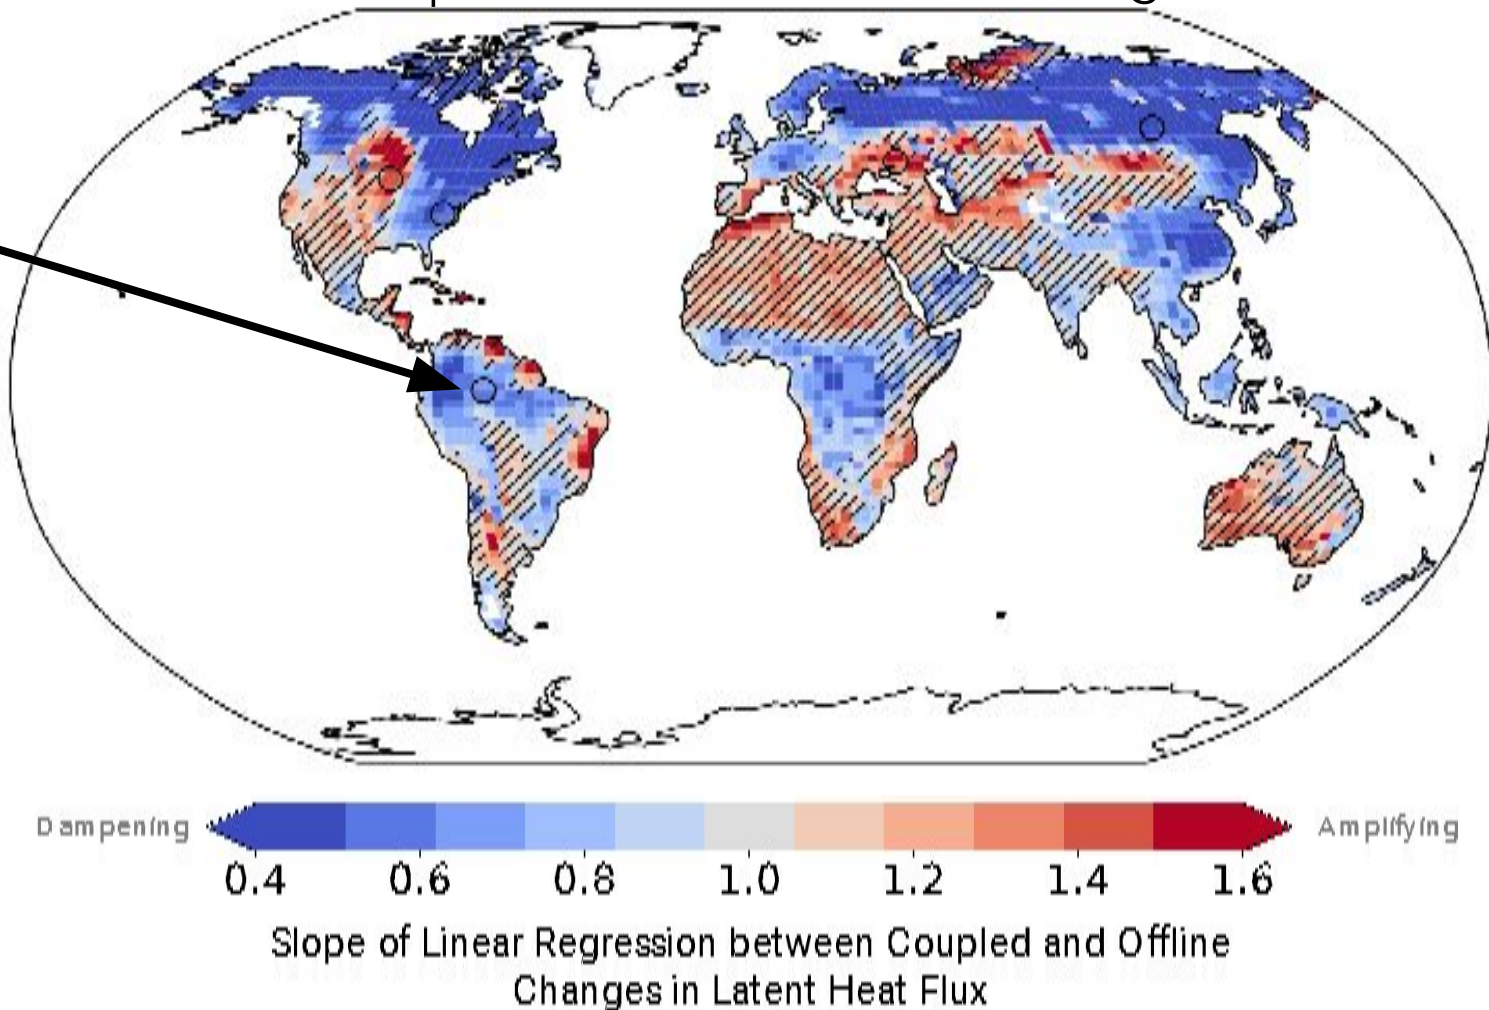 Dampening
Amplifying
0.4 0.6 0.8 1.0 1.2 1.4 1.6
Slope of Linear Regression between Coupled and Offline
Changes in Latent Heat Flux